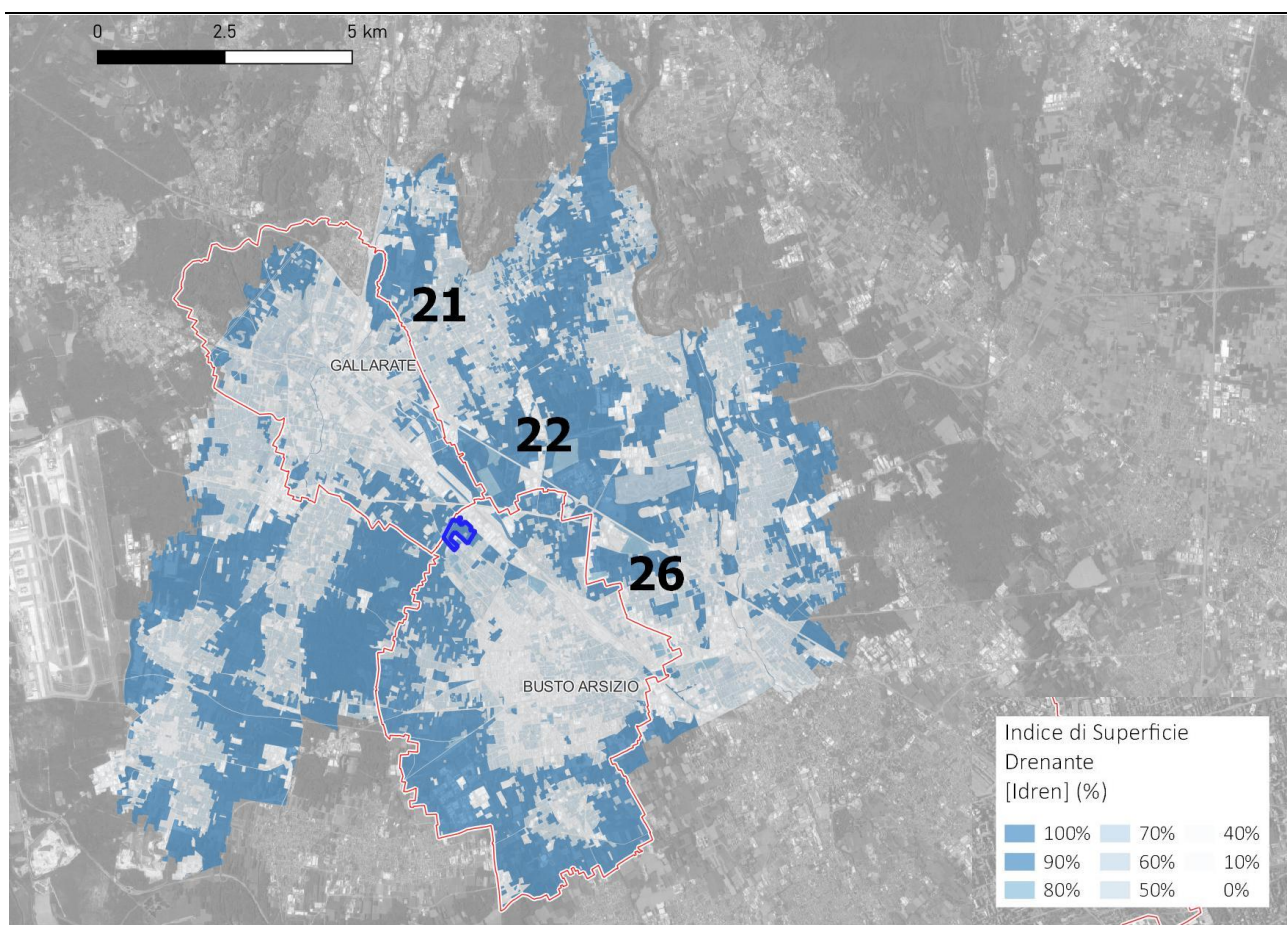 0 2.5 5 km
21
GALLARATE
22
26
BUSTO ARSIZIO
Indice di Superficie
Drenante
[Idren] (%)
100% 70% 40%
90% 60% 10%
80% 50% 0%